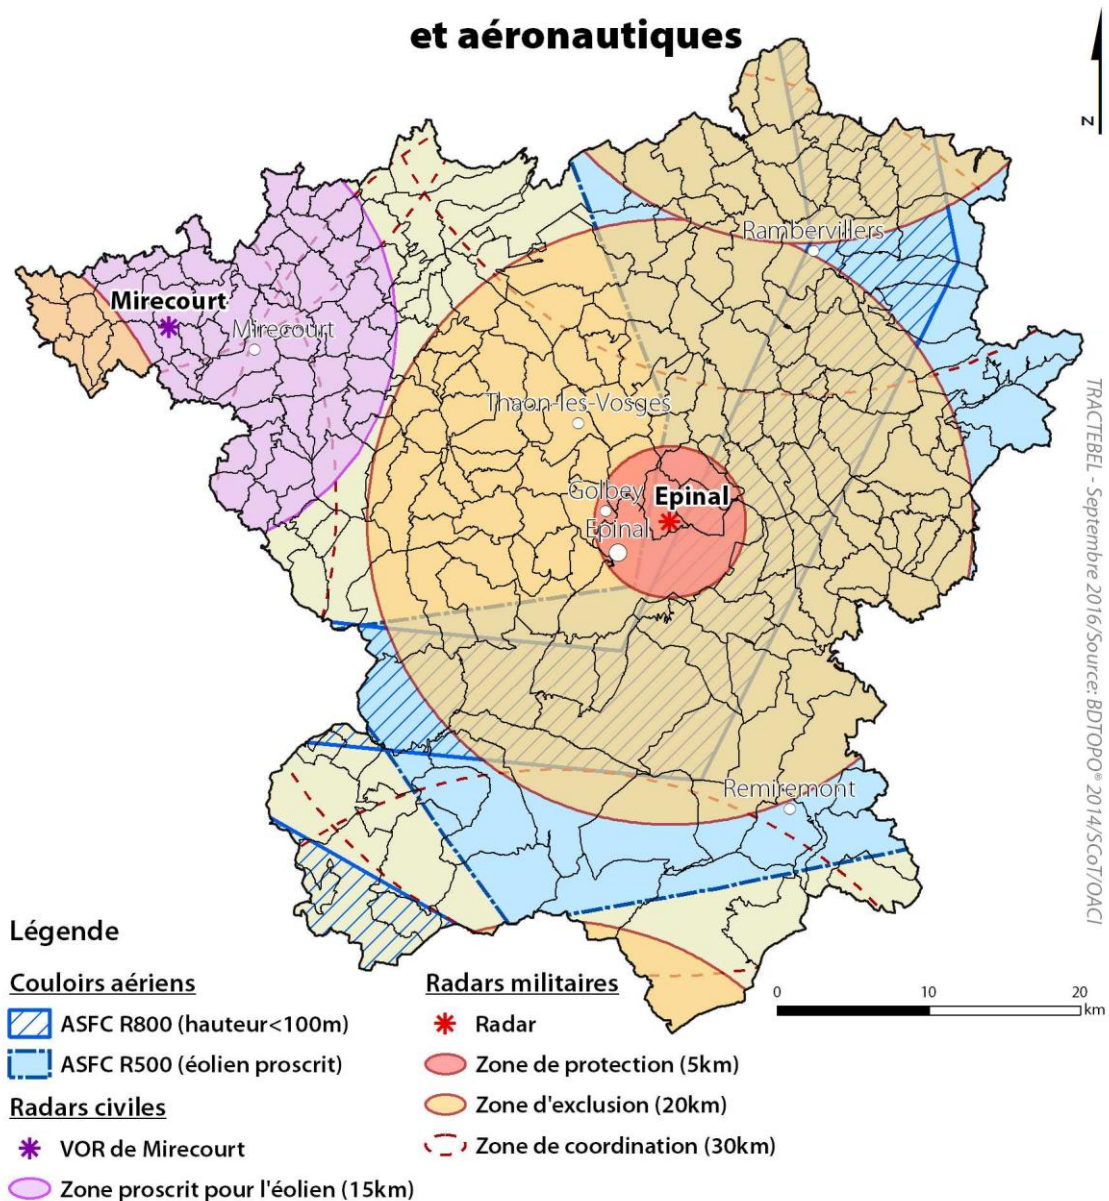 et aéronautiques
N
Rambervillers
Mirecourt
Mirecourt
Thaon-les-Vosges
Golbey
Epinal
Epinal
Remiremont
TRACTEBEL - Septembre 2016/Source: BDTOPO® 2014/SCoT/OACI
0 10 20
km
Légende
Couloirs aériens
ASFC R800 (hauteur<100m)
ASFC R500 (éolien proscrit)
Radars civiles
VOR de Mirecourt
Zone proscrit pour l'éolien (15km)
Radars militaires
Radar
Zone de protection (5km)
Zone d'exclusion (20km)
Zone de coordination (30km)